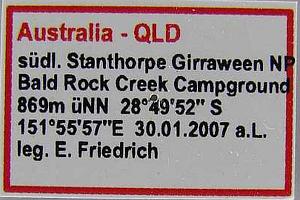 Australia - QLD
südl. Stanthorpe Girraween NP
Bald Rock Creek Campground
869m üNN 28°49'52" S
151°55'57"E 30.01.2007 a.L.
leg. E. Friedrich